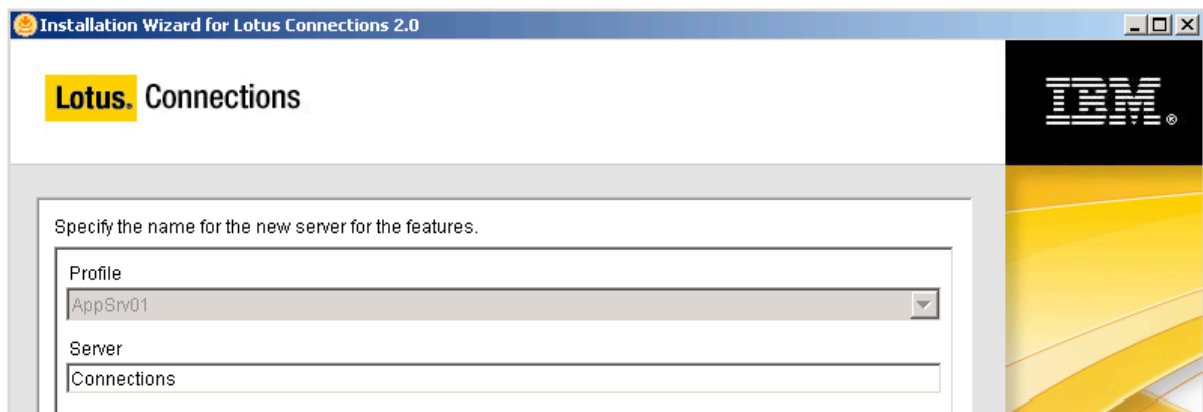 Installation Wizard for Lotus Connections 2.0
Lotus. Connections
IBM®
Specify the name for the new server for the features.
Profile
AppSrv01
Server
Connections